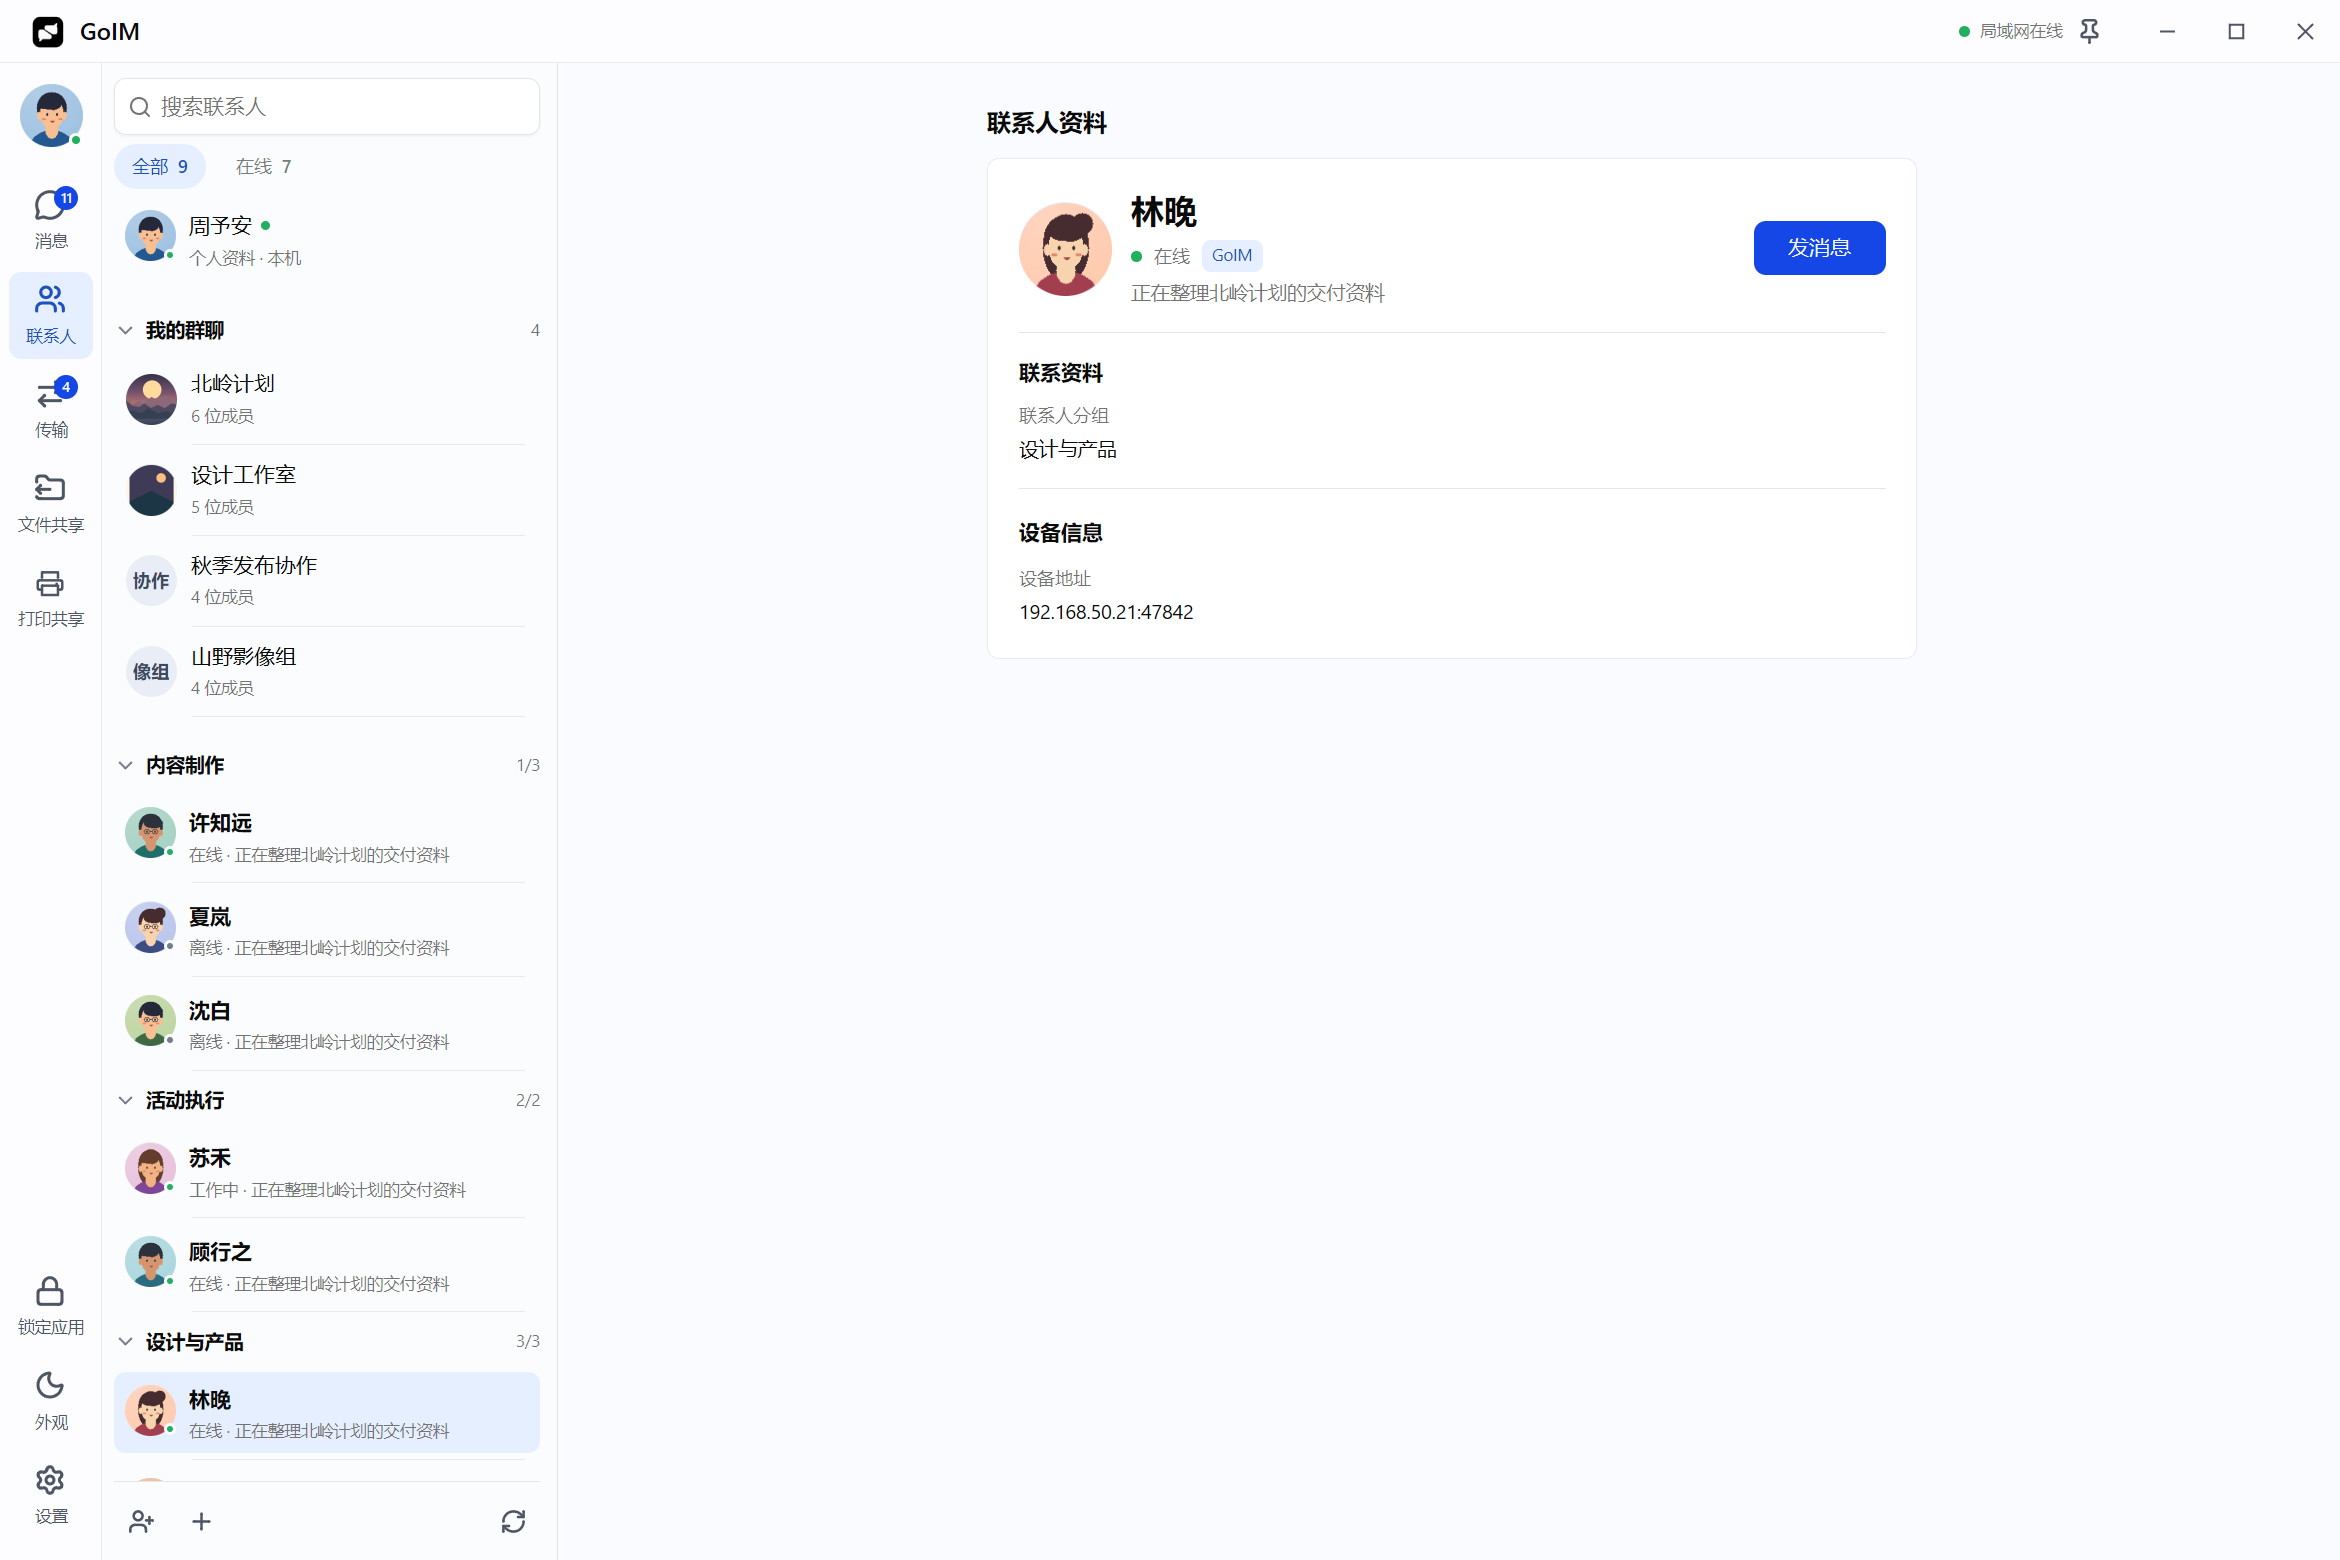 GoIM
局域网在线
搜索联系人
全部 9
在线 7
周予安
个人资料 · 本机
11
消息
联系人
4
传输
文件共享
打印共享
锁定应用
外观
设置
我的群聊 4
北岭计划
6 位成员
设计工作室
5 位成员
协作
秋季发布协作
4 位成员
像组
山野影像组
4 位成员
内容制作 1/3
许知远
在线 · 正在整理北岭计划的交付资料
夏岚
离线 · 正在整理北岭计划的交付资料
沈白
离线 · 正在整理北岭计划的交付资料
活动执行 2/2
苏禾
工作中 · 正在整理北岭计划的交付资料
顾行之
在线 · 正在整理北岭计划的交付资料
设计与产品 3/3
林晚
在线 · 正在整理北岭计划的交付资料
联系人资料
林晚
在线 GoIM
正在整理北岭计划的交付资料
发消息
联系资料
联系人分组
设计与产品
设备信息
设备地址
192.168.50.21:47842